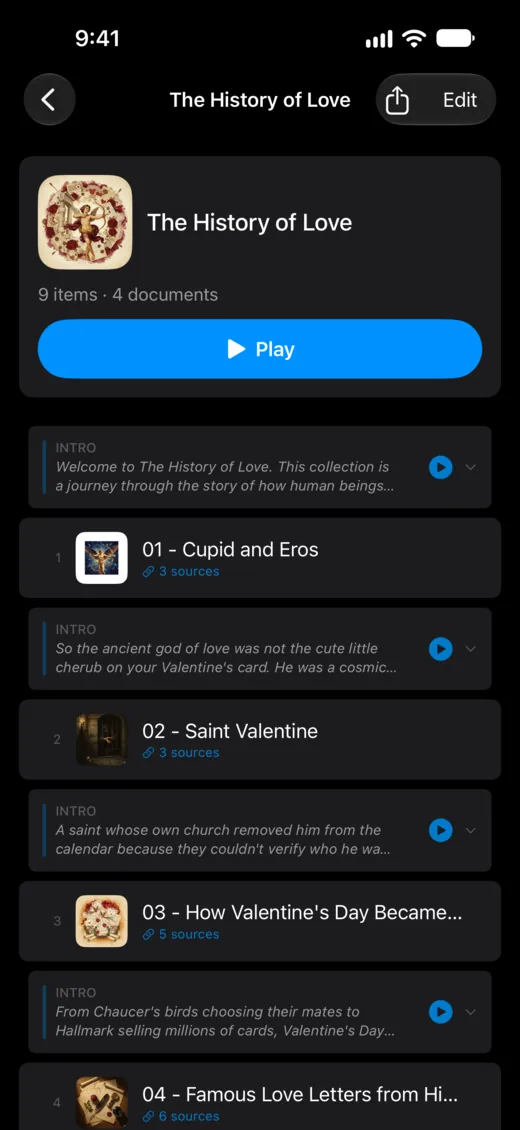 9:41
The History of Love
Edit
The History of Love
9 items · 4 documents
Play
INTRO
Welcome to The History of Love. This collection is
a journey through the story of how human beings...
1
01 - Cupid and Eros
3 sources
INTRO
So the ancient god of love was not the cute little
cherub on your Valentine's card. He was a cosmic...
2
02 - Saint Valentine
3 sources
INTRO
A saint whose own church removed him from the
calendar because they couldn't verify who he wa...
3
03 - How Valentine's Day Became...
5 sources
INTRO
From Chaucer's birds choosing their mates to
Hallmark selling millions of cards, Valentine's Day...
4
04 - Famous Love Letters from Hi...
6 sources